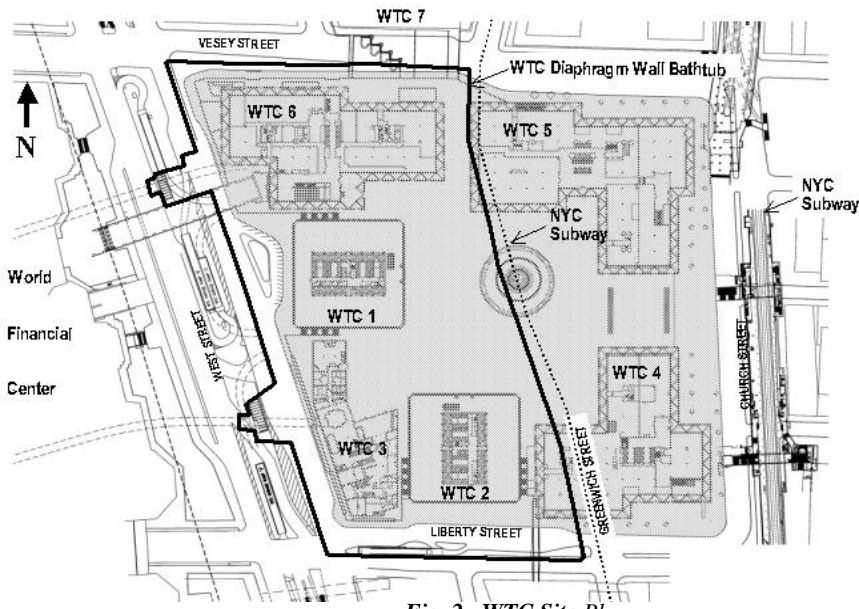 WTC 7
VESEY STREET
WTC Diaphragm Wall Bathtub
WTC 6
WTC 5
N
NYC
Subway
NYC
Subway
World
Financial
Center
WTC 1
WEST STREET
WTC 4
CHURCH STREET
WTC 3
WTC 2
GREENWICH STREET
LIBERTY STREET
Fig. 2 WTC Site Pl